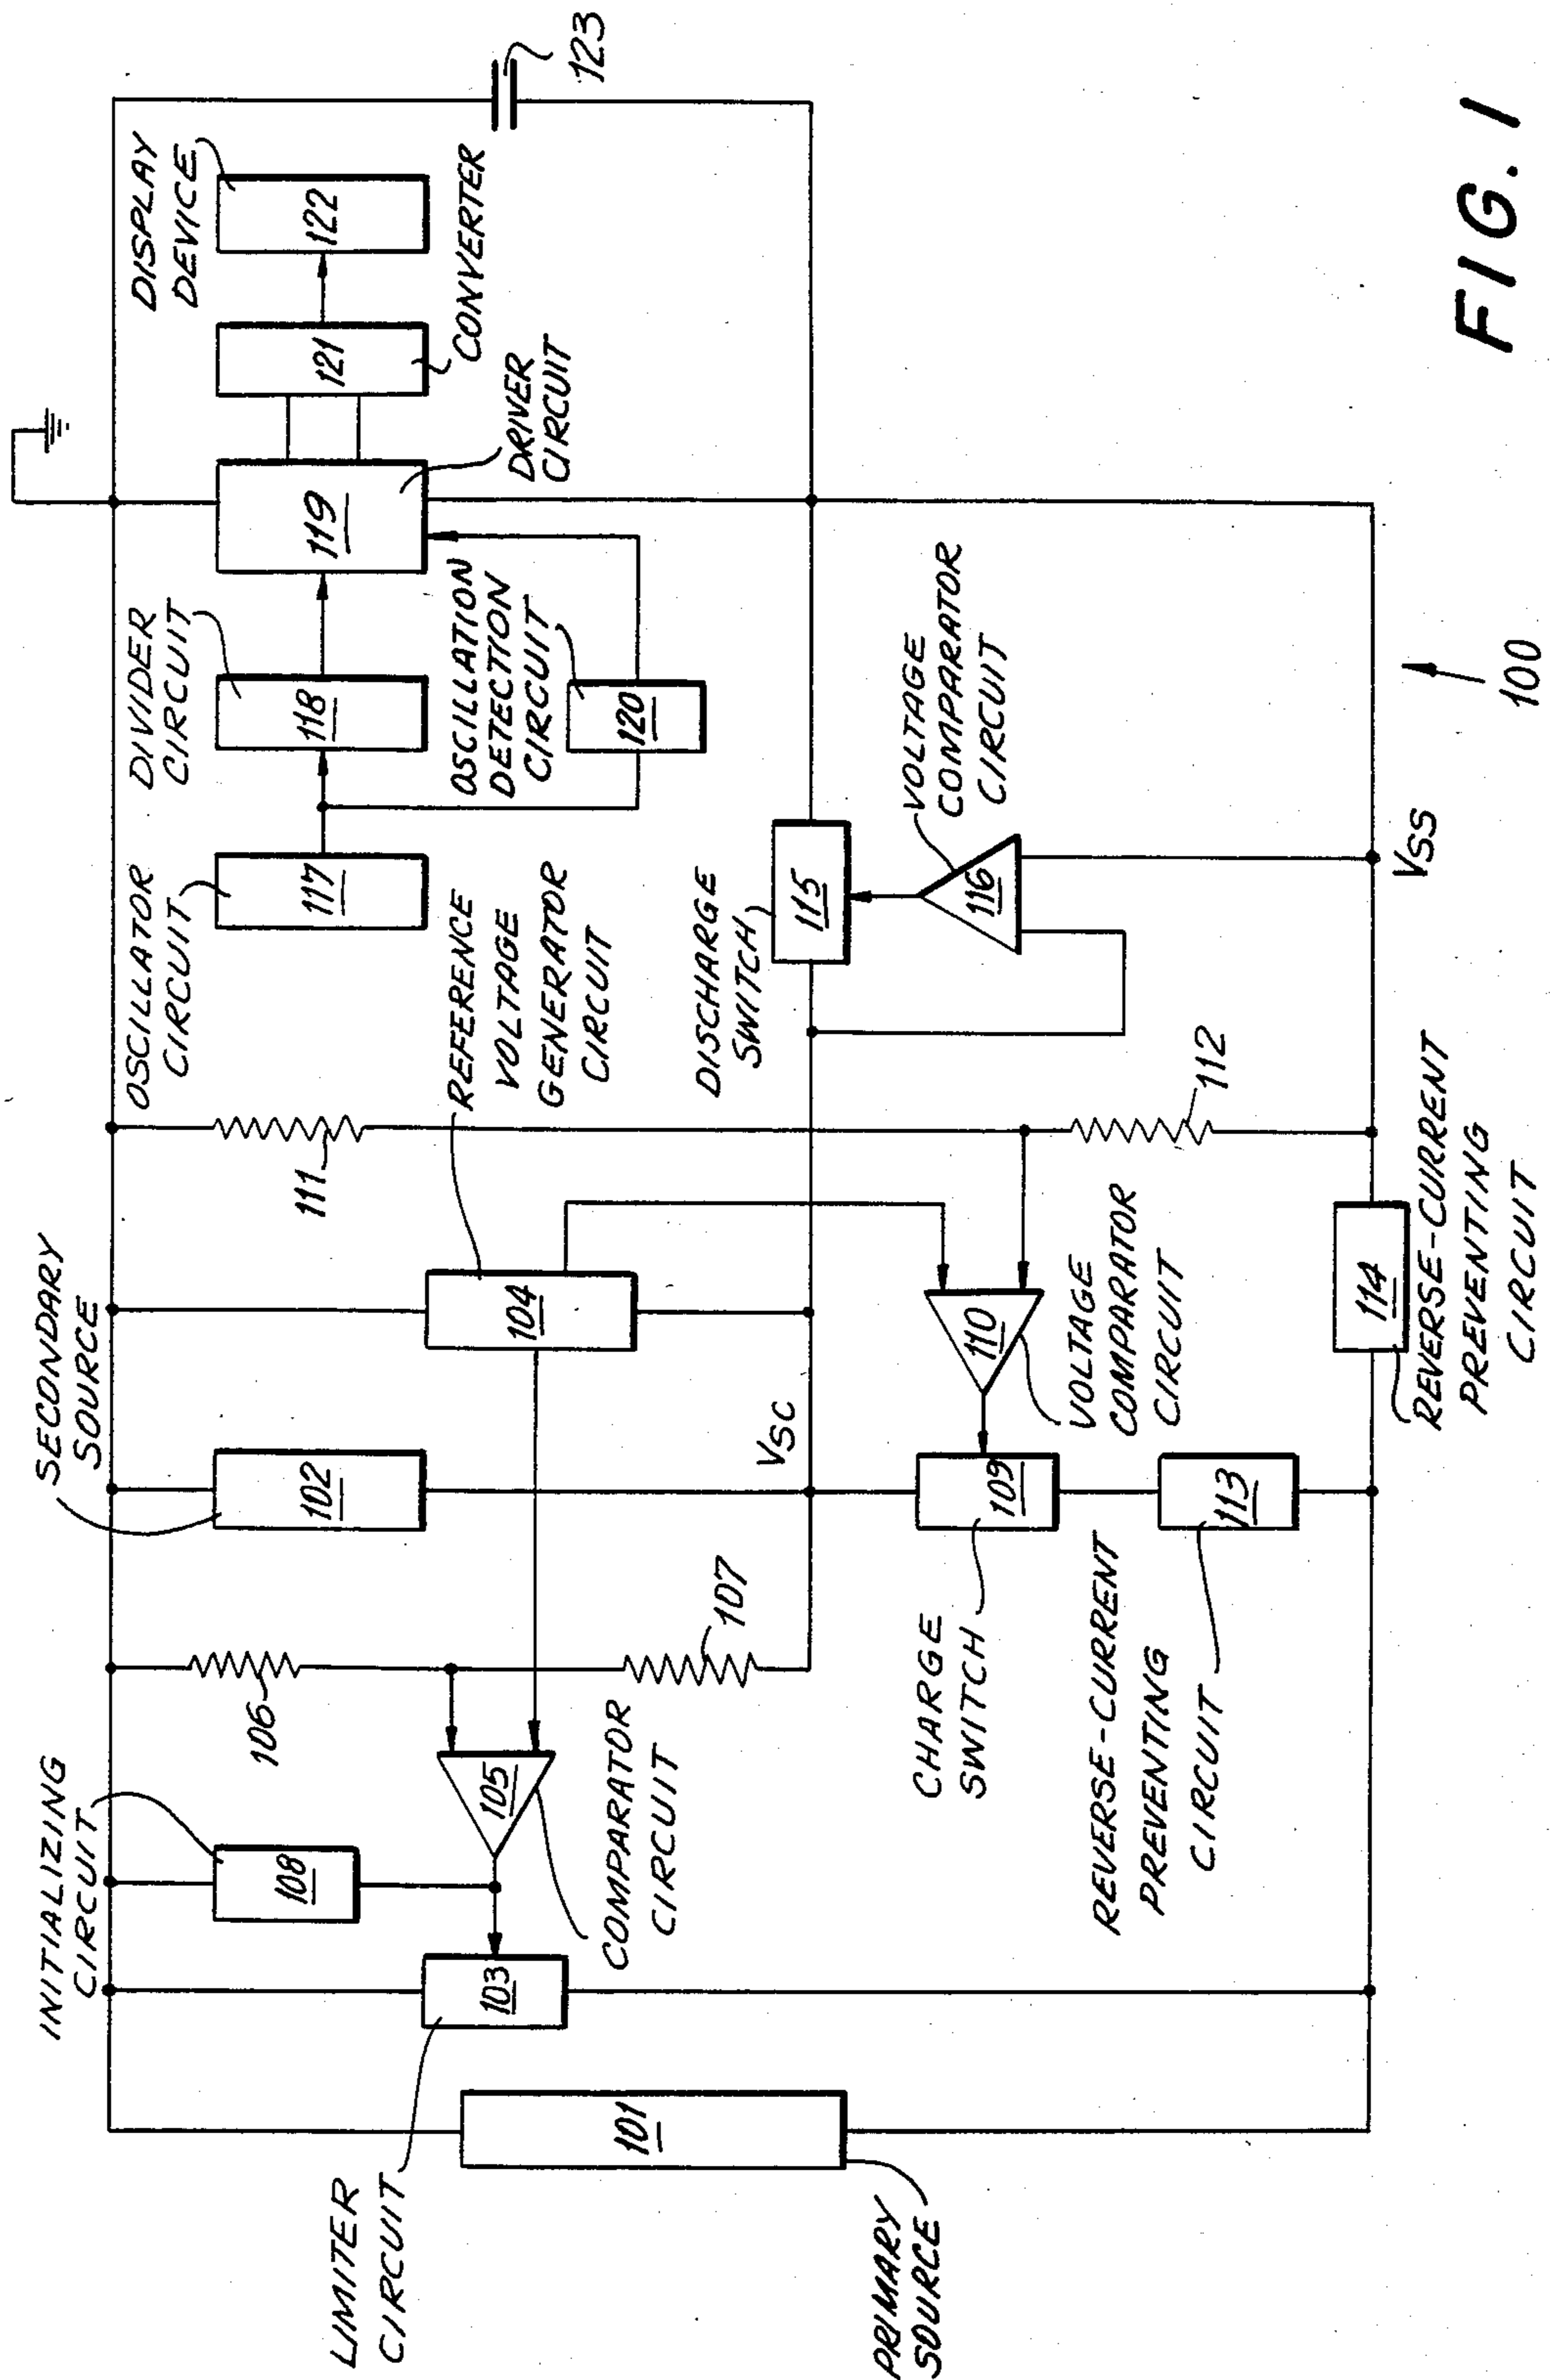 PRIMARY
SOURCE
101
LIMITER
CIRCUIT
103
INITIALIZING
CIRCUIT
108
105
COMPARATOR
CIRCUIT
106
107
SECONDARY
SOURCE
102
VSC
CHARGE
SWITCH
109
REVERSE-CURRENT
PREVENTING
CIRCUIT
113
104
REFERENCE
VOLTAGE
GENERATOR
CIRCUIT
110
VOLTAGE
COMPARATOR
CIRCUIT
114
REVERSE-CURRENT
PREVENTING
CIRCUIT
111
112
OSCILLATOR
CIRCUIT
117
DISCHARGE
SWITCH
115
116
VOLTAGE
COMPARATOR
CIRCUIT
VSS
DIVIDER
CIRCUIT
118
OSCILLATION
DETECTION
CIRCUIT
120
119
DRIVER
CIRCUIT
121
CONVERTER
DISPLAY
DEVICE
122
123
100
FIG. 1